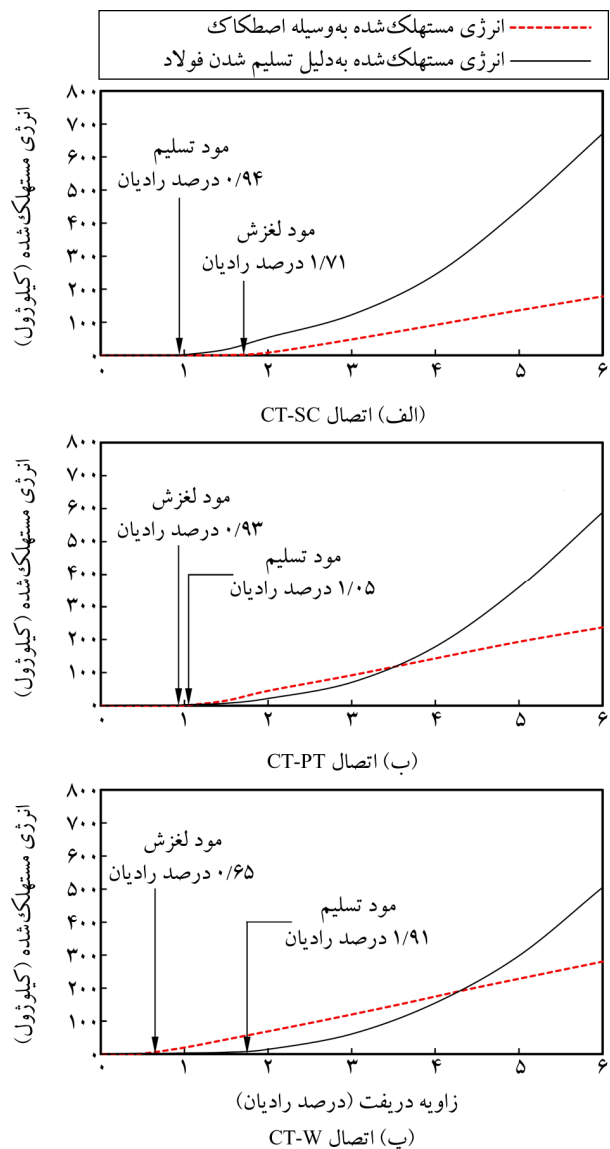 انرژی مستهلک‌شده به‌وسیله اصطکاک
انرژی مستهلک‌شده به‌دلیل تسلیم شدن فولاد
انرژی مستهلک‌شده (کیلوژول)
۸۰۰
۷۰۰
۶۰۰
۵۰۰
۴۰۰
۳۰۰
۲۰۰
۱۰۰
۰
مود تسلیم
۰/۹۴ درصد رادیان
مود لغزش
۱/۷۱ درصد رادیان
۰ ۱ ۲ ۳ ۴ ۵ ۶
(الف) اتصال CT-SC
انرژی مستهلک‌شده (کیلوژول)
۸۰۰
۷۰۰
۶۰۰
۵۰۰
۴۰۰
۳۰۰
۲۰۰
۱۰۰
۰
مود لغزش
۰/۹۳ درصد رادیان
مود تسلیم
۱/۰۵ درصد رادیان
۰ ۱ ۲ ۳ ۴ ۵ ۶
(ب) اتصال CT-PT
انرژی مستهلک‌شده (کیلوژول)
۸۰۰
۷۰۰
۶۰۰
۵۰۰
۴۰۰
۳۰۰
۲۰۰
۱۰۰
۰
مود لغزش
۰/۶۵ درصد رادیان
مود تسلیم
۱/۹۱ درصد رادیان
۰ ۱ ۲ ۳ ۴ ۵ ۶
زاویه دریفت (درصد رادیان)
(پ) اتصال CT-W